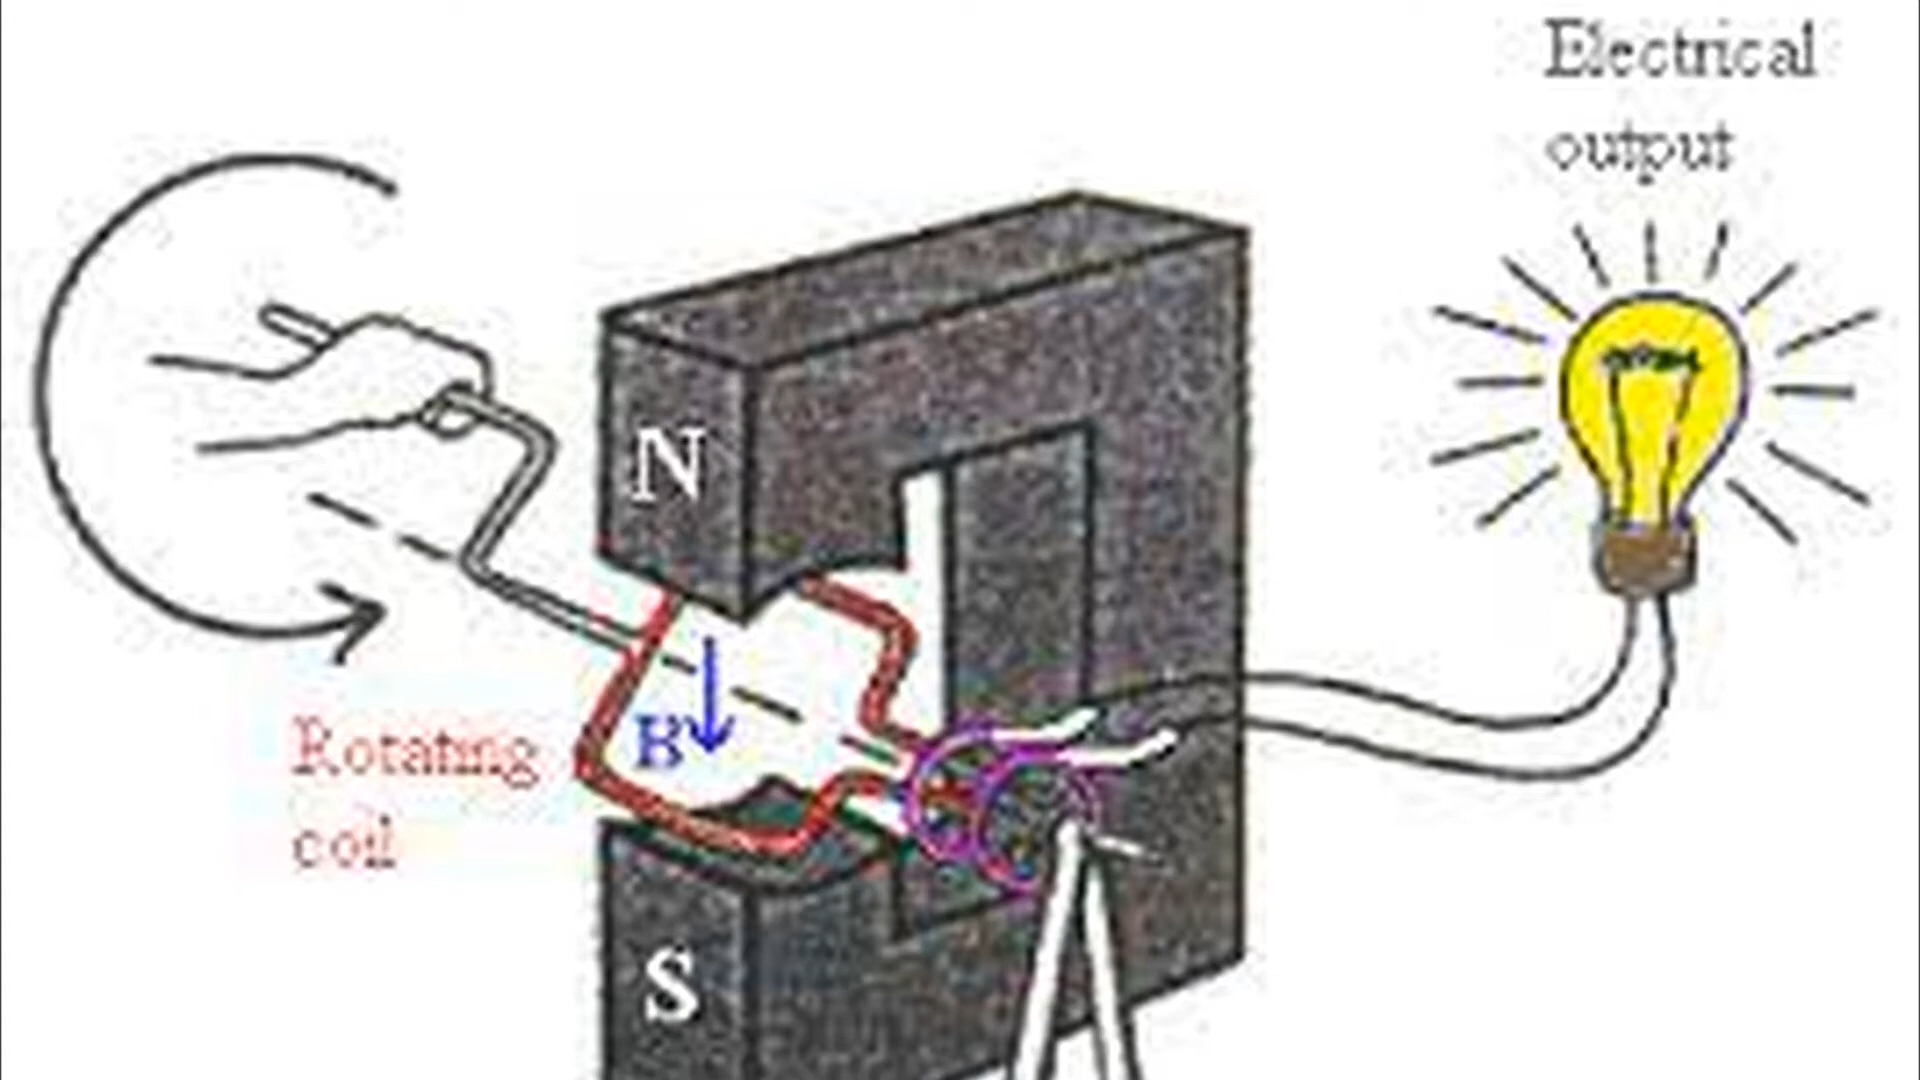 Electrical
output
N
B
Rotating
coil
S